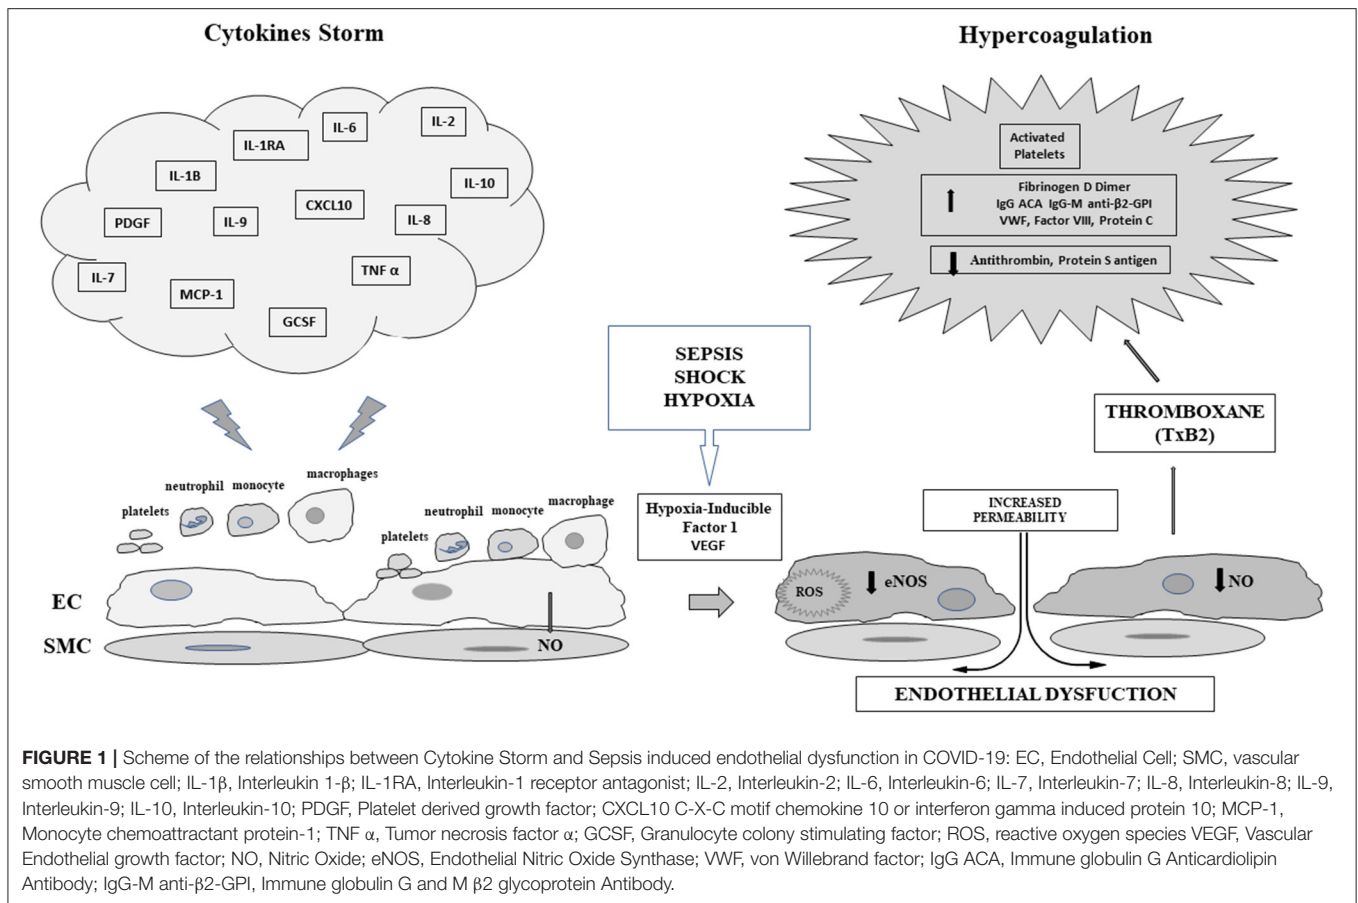 Cytokines Storm
Hypercoagulation
IL-6
IL-2
IL-1RA
IL-1B
IL-10
CXCL10
PDGF
IL-9
IL-8
IL-7
TNF α
MCP-1
GCSF
Activated
Platelets
Fibrinogen D Dimer
IgG ACA IgG-M anti-β2-GPI
VWF, Factor VIII, Protein C
Antithrombin, Protein S antigen
SEPSIS
SHOCK
HYPOXIA
THROMBOXANE
(TxB2)
platelets
neutrophil
monocyte
macrophages
platelets
neutrophil
monocyte
macrophage
Hypoxia-Inducible
Factor 1
VEGF
INCREASED
PERMEABILITY
EC
SMC
NO
ROS
eNOS
NO
ENDOTHELIAL DYSFUCTION
FIGURE 1 | Scheme of the relationships between Cytokine Storm and Sepsis induced endothelial dysfunction in COVID-19: EC, Endothelial Cell; SMC, vascular
smooth muscle cell; IL-1β, Interleukin 1-β; IL-1RA, Interleukin-1 receptor antagonist; IL-2, Interleukin-2; IL-6, Interleukin-6; IL-7, Interleukin-7; IL-8, Interleukin-8; IL-9,
Interleukin-9; IL-10, Interleukin-10; PDGF, Platelet derived growth factor; CXCL10 C-X-C motif chemokine 10 or interferon gamma induced protein 10; MCP-1,
Monocyte chemoattractant protein-1; TNF α, Tumor necrosis factor α; GCSF, Granulocyte colony stimulating factor; ROS, reactive oxygen species VEGF, Vascular
Endothelial growth factor; NO, Nitric Oxide; eNOS, Endothelial Nitric Oxide Synthase; VWF, von Willebrand factor; IgG ACA, Immune globulin G Anticardiolipin
Antibody; IgG-M anti-β2-GPI, Immune globulin G and M β2 glycoprotein Antibody.